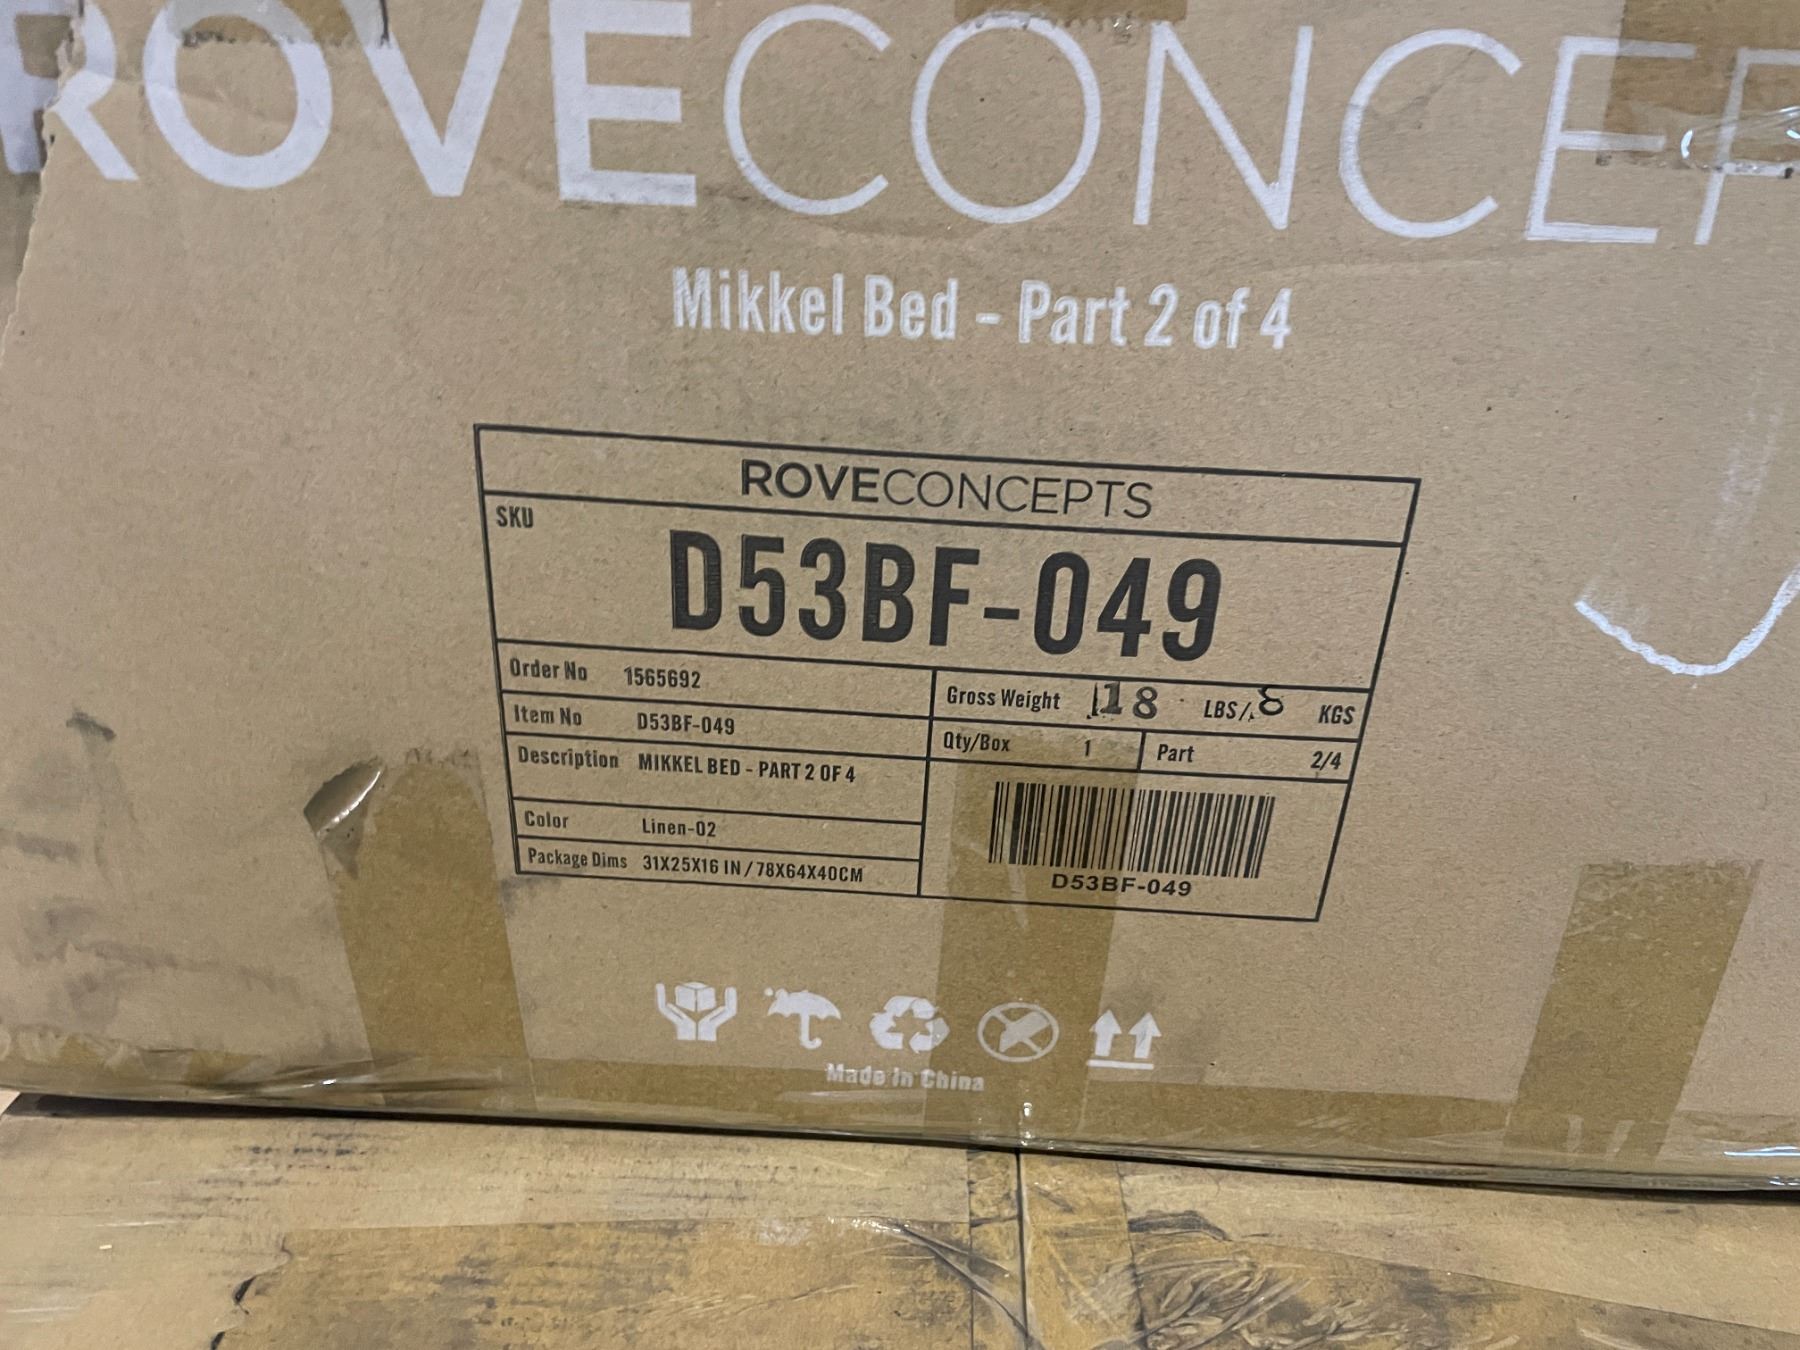 ROVECONCEP
Mikkel Bed - Part 2 of 4
ROVECONCEPTS
SKU
D53BF-049
Order No 1565692
Gross Weight 18 LBS/ 8 KGS
Item No D53BF-049
Qty/Box 1 Part 2/4
Description MIKKEL BED - PART 2 OF 4
Color Linen-02
Package Dims 31X25X16 IN / 78X64X40CM
D53BF-049
Made In China